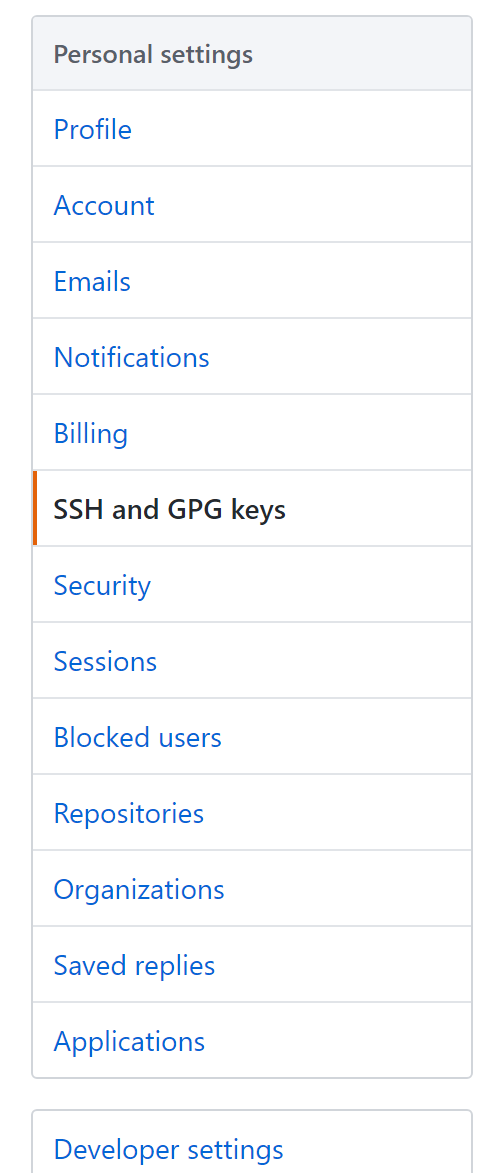 Personal settings
Profile
Account
Emails
Notifications
Billing
SSH and GPG keys
Security
Sessions
Blocked users
Repositories
Organizations
Saved replies
Applications
Developer settings